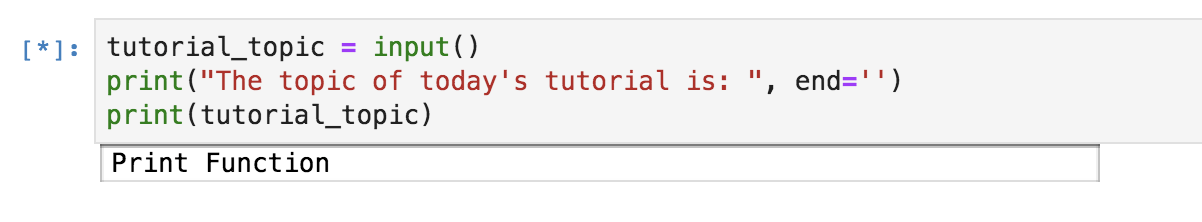 [*]: tutorial_topic = input()
print("The topic of today's tutorial is: ", end='')
print(tutorial_topic)
Print Function